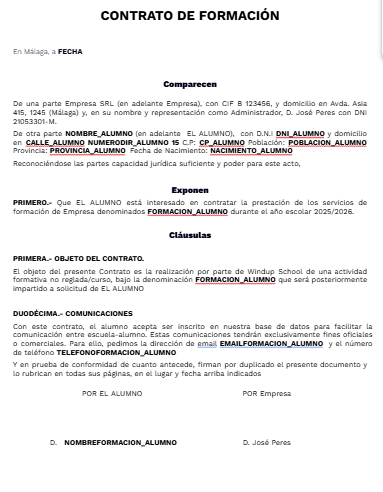 CONTRATO DE FORMACIÓN
En Málaga, a FECHA
Comparecen
De una parte Empresa SRL (en adelante Empresa), con CIF B 123456, y domicilio en Avda. Asia
415, 1245 (Málaga) y, en su nombre y representación como Administrador, D. José Peres con DNI
21053301-M.
De otra parte NOMBRE_ALUMNO (en adelante EL ALUMNO), con D.N.I DNI_ALUMNO y domicilio
en CALLE_ALUMNO NUMERODIR_ALUMNO 15 C.P: CP_ALUMNO Población: POBLACION_ALUMNO
Provincia: PROVINCIA_ALUMNO Fecha de Nacimiento: NACIMIENTO_ALUMNO
Reconociéndose las partes capacidad jurídica suficiente y poder para este acto,
Exponen
PRIMERO.- Que EL ALUMNO está interesado en contratar la prestación de los servicios de
formación de Empresa denominados FORMACION_ALUMNO durante el año escolar 2025/2026.
Cláusulas
PRIMERA.- OBJETO DEL CONTRATO.
El objeto del presente Contrato es la realización por parte de Windup School de una actividad
formativa no reglada/curso, bajo la denominación FORMACION_ALUMNO que será posteriormente
impartido a solicitud de EL ALUMNO
DUODÉCIMA.- COMUNICACIONES
Con este contrato, el alumno acepta ser inscrito en nuestra base de datos para facilitar la
comunicación entre escuela-alumno. Estas comunicaciones tendrán exclusivamente fines oficiales
o comerciales. Para ello, pedimos la dirección de email EMAILFORMACION_ALUMNO y el número
de teléfono TELEFONOFORMACION_ALUMNO
Y en prueba de conformidad de cuanto antecede, firman por duplicado el presente documento y
lo rubrican en todas sus páginas, en el lugar y fecha arriba indicados
POR EL ALUMNO POR Empresa
D. NOMBREFORMACION_ALUMNO D. José Peres